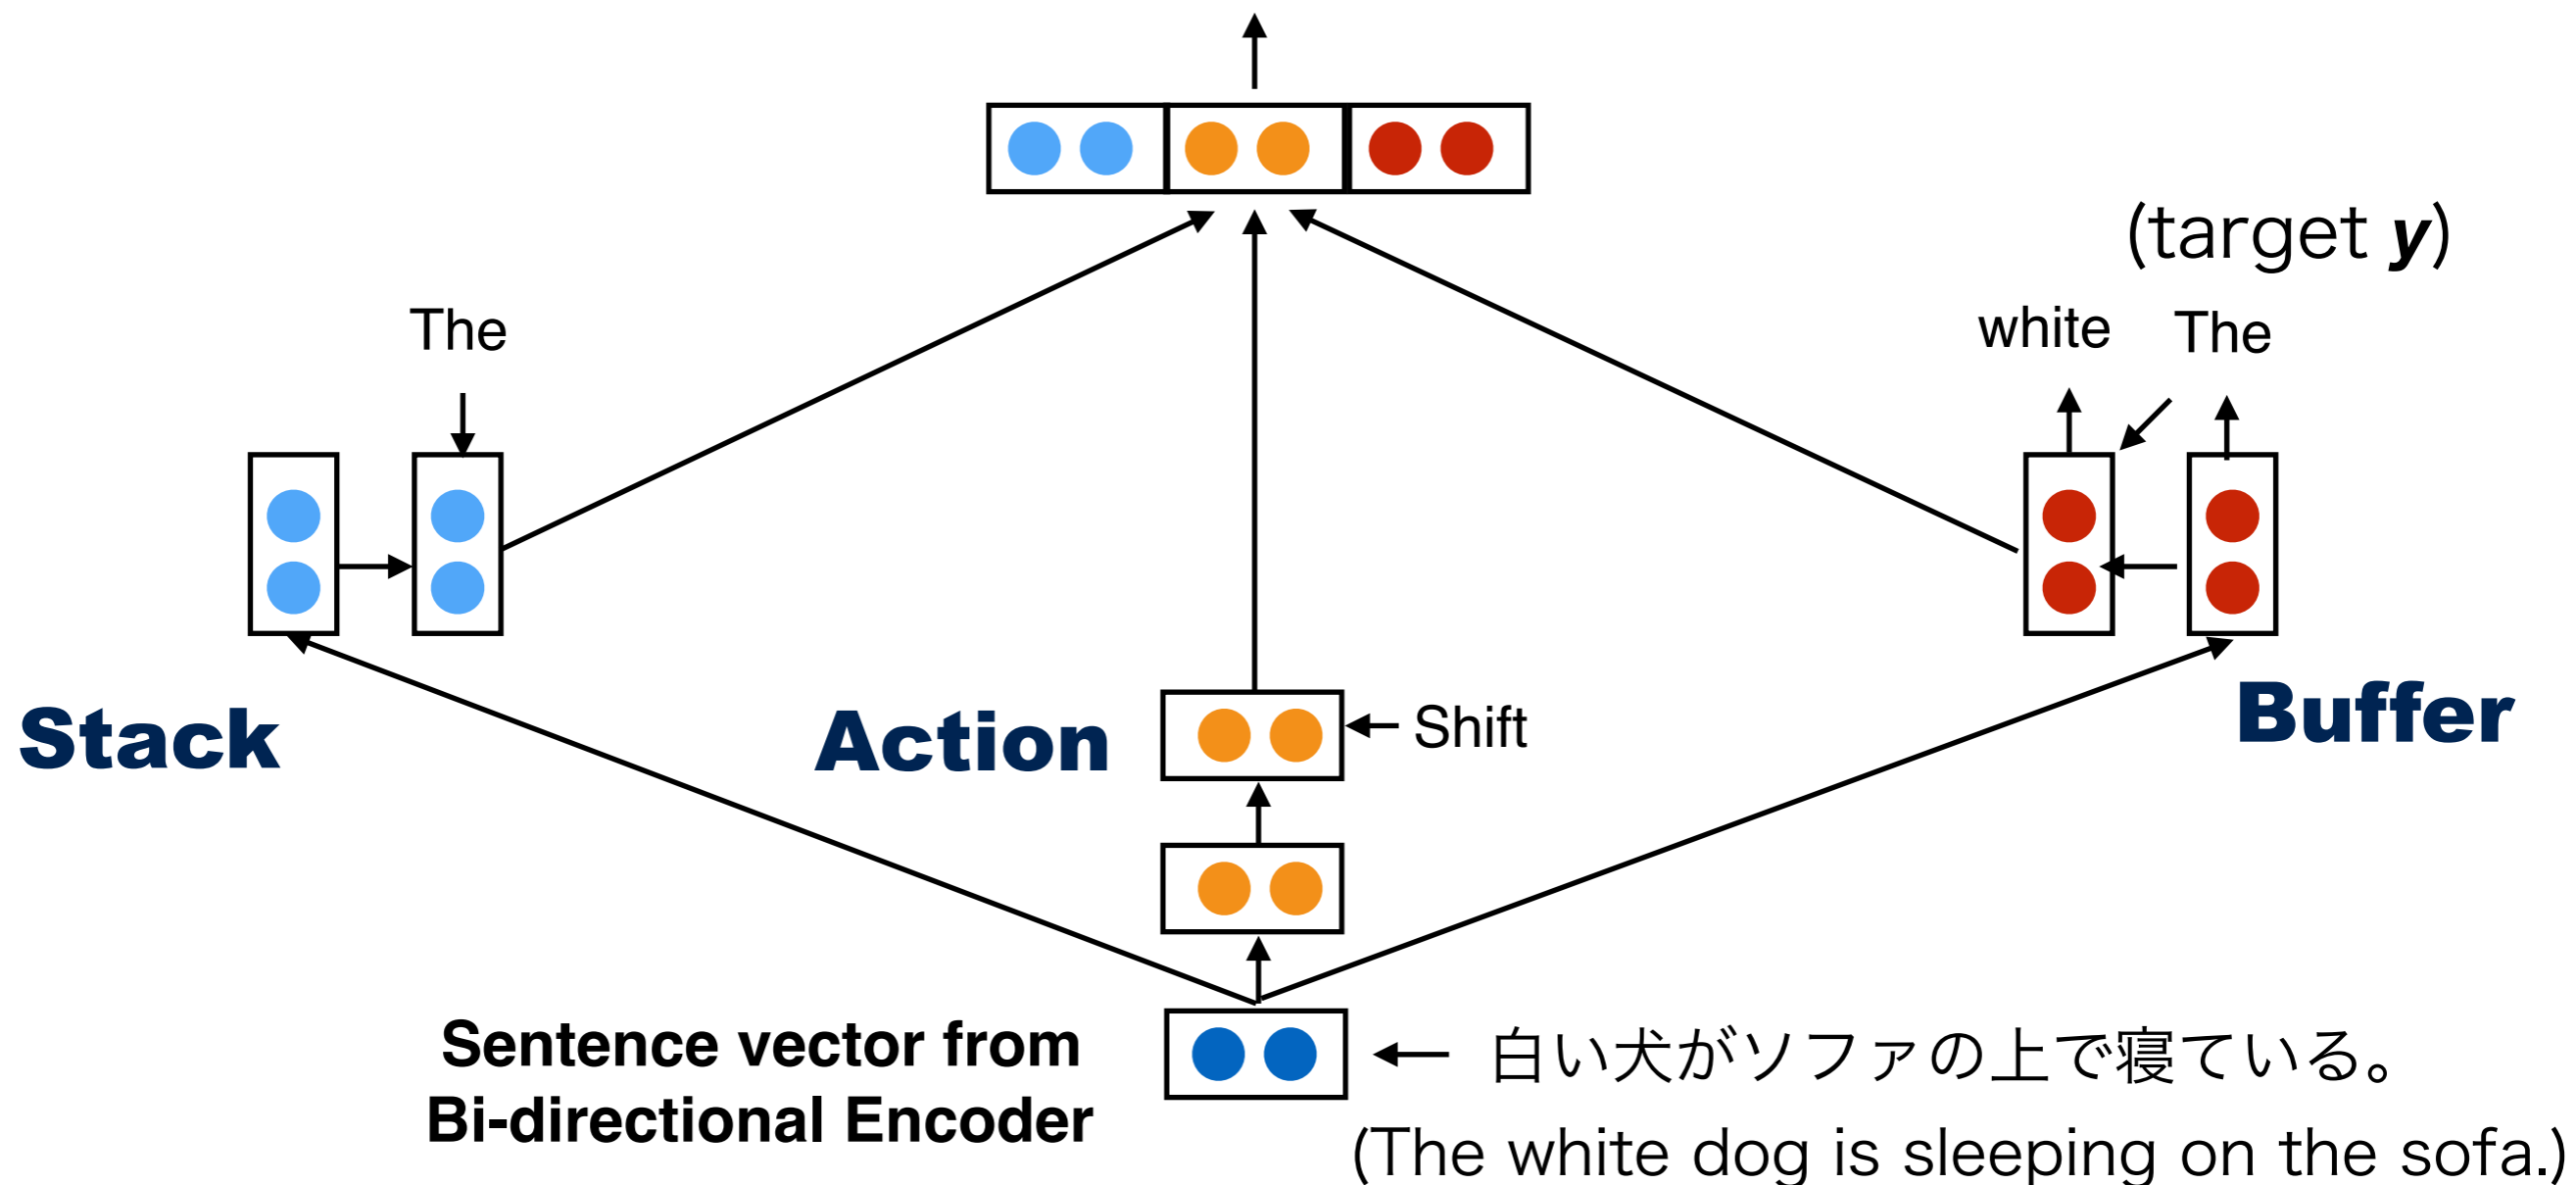 (target y)
The
white
The
Stack
Action
Shift
Buffer
Sentence vector from
Bi-directional Encoder
白い犬がソファの上で寝ている。
(The white dog is sleeping on the sofa.)